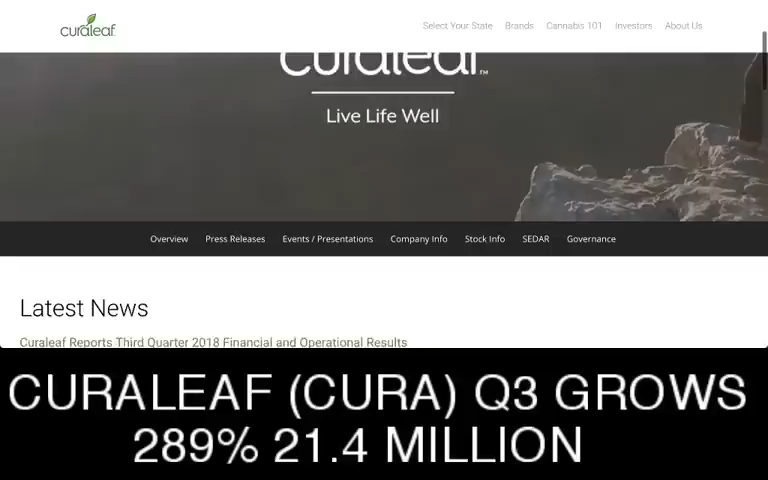 curaleaf
Select Your State Brands Cannabis 101 Investors About Us
curaleaf™
Live Life Well
Overview Press Releases Events / Presentations Company Info Stock Info SEDAR Governance
Latest News
Curaleaf Reports Third Quarter 2018 Financial and Operational Results
CURALEAF (CURA) Q3 GROWS
289% 21.4 MILLION